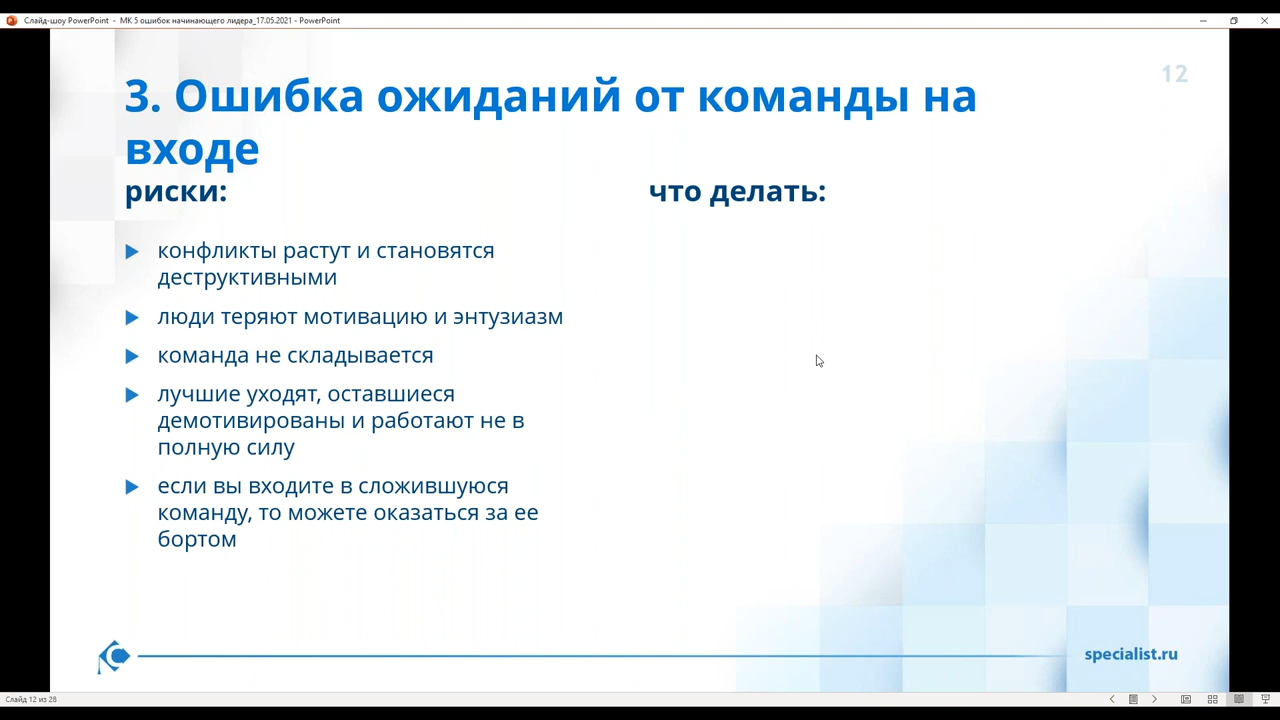 Слайд-шоу PowerPoint - МК 5 ошибок начинающего лидера_17.05.2021 - PowerPoint
12
3. Ошибка ожиданий от команды на
входе
риски:
конфликты растут и становятся
деструктивными
люди теряют мотивацию и энтузиазм
команда не складывается
лучшие уходят, оставшиеся
демотивированы и работают не в
полную силу
если вы входите в сложившуюся
команду, то можете оказаться за ее
бортом
что делать:
specialist.ru
Слайд 12 из 28